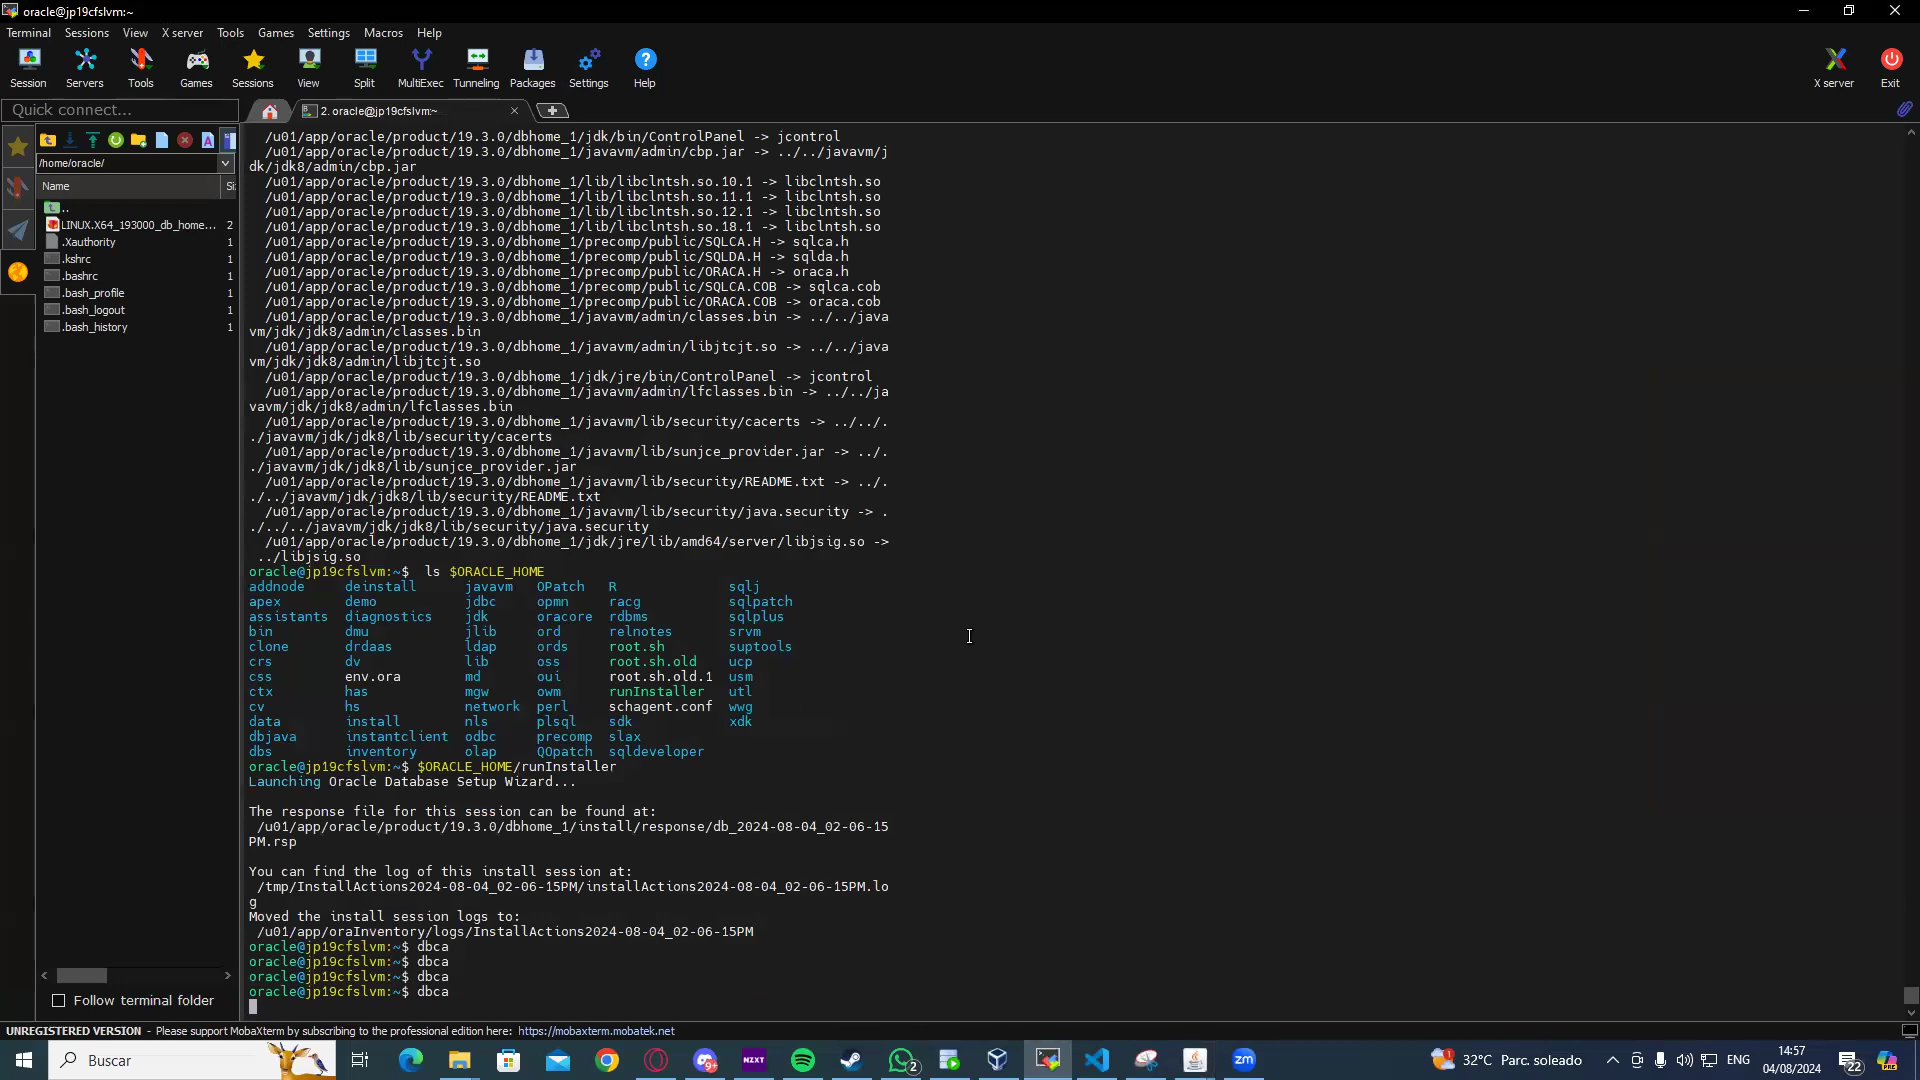 oracle@jp19cfslvm:~
Terminal Sessions View X server Tools Games Settings Macros Help
Session Servers Tools Games Sessions View Split MultiExec Tunneling Packages Settings Help X server Exit
Quick connect...
2. oracle@jp19cfslvm:~
/home/oracle/
Name Si
..
LINUX.X64_193000_db_home... 2
.Xauthority 1
.kshrc 1
.bashrc 1
.bash_profile 1
.bash_logout 1
.bash_history 1
Follow terminal folder
/u01/app/oracle/product/19.3.0/dbhome_1/jdk/bin/ControlPanel -> jcontrol
/u01/app/oracle/product/19.3.0/dbhome_1/javavm/admin/cbp.jar -> ../../javavm/j
dk/jdk8/admin/cbp.jar
/u01/app/oracle/product/19.3.0/dbhome_1/lib/libclntsh.so.10.1 -> libclntsh.so
/u01/app/oracle/product/19.3.0/dbhome_1/lib/libclntsh.so.11.1 -> libclntsh.so
/u01/app/oracle/product/19.3.0/dbhome_1/lib/libclntsh.so.12.1 -> libclntsh.so
/u01/app/oracle/product/19.3.0/dbhome_1/lib/libclntsh.so.18.1 -> libclntsh.so
/u01/app/oracle/product/19.3.0/dbhome_1/precomp/public/SQLCA.H -> sqlca.h
/u01/app/oracle/product/19.3.0/dbhome_1/precomp/public/SQLDA.H -> sqlda.h
/u01/app/oracle/product/19.3.0/dbhome_1/precomp/public/ORACA.H -> oraca.h
/u01/app/oracle/product/19.3.0/dbhome_1/precomp/public/SQLCA.COB -> sqlca.cob
/u01/app/oracle/product/19.3.0/dbhome_1/precomp/public/ORACA.COB -> oraca.cob
/u01/app/oracle/product/19.3.0/dbhome_1/javavm/admin/classes.bin -> ../../java
vm/jdk/jdk8/admin/classes.bin
/u01/app/oracle/product/19.3.0/dbhome_1/javavm/admin/libjtcjt.so -> ../../java
vm/jdk/jdk8/admin/libjtcjt.so
/u01/app/oracle/product/19.3.0/dbhome_1/jdk/jre/bin/ControlPanel -> jcontrol
/u01/app/oracle/product/19.3.0/dbhome_1/javavm/admin/lfclasses.bin -> ../../ja
vavm/jdk/jdk8/admin/lfclasses.bin
/u01/app/oracle/product/19.3.0/dbhome_1/javavm/lib/security/cacerts -> ../../.
./javavm/jdk/jdk8/lib/security/cacerts
/u01/app/oracle/product/19.3.0/dbhome_1/javavm/lib/sunjce_provider.jar -> ../.
./javavm/jdk/jdk8/lib/sunjce_provider.jar
/u01/app/oracle/product/19.3.0/dbhome_1/javavm/lib/security/README.txt -> ../.
./../javavm/jdk/jdk8/lib/security/README.txt
/u01/app/oracle/product/19.3.0/dbhome_1/javavm/lib/security/java.security -> .
./../../javavm/jdk/jdk8/lib/security/java.security
/u01/app/oracle/product/19.3.0/dbhome_1/jdk/jre/lib/amd64/server/libjsig.so ->
../libjsig.so
oracle@jp19cfslvm:~$ ls $ORACLE_HOME
addnode deinstall javavm OPatch R sqlj
apex demo jdbc opmn racg sqlpatch
assistants diagnostics jdk oracore rdbms sqlplus
bin dmu jlib ord relnotes srvm
clone drdaas ldap ords root.sh suptools
crs dv lib oss root.sh.old ucp
css env.ora md oui root.sh.old.1 usm
ctx has mgw owm runInstaller utl
cv hs network perl schagent.conf wwg
data install nls plsql sdk xdk
dbjava instantclient odbc precomp slax
dbs inventory olap QOpatch sqldeveloper
oracle@jp19cfslvm:~$ $ORACLE_HOME/runInstaller
Launching Oracle Database Setup Wizard...
The response file for this session can be found at:
/u01/app/oracle/product/19.3.0/dbhome_1/install/response/db_2024-08-04_02-06-15
PM.rsp
You can find the log of this install session at:
/tmp/InstallActions2024-08-04_02-06-15PM/installActions2024-08-04_02-06-15PM.lo
g
Moved the install session logs to:
/u01/app/oraInventory/logs/InstallActions2024-08-04_02-06-15PM
oracle@jp19cfslvm:~$ dbca
oracle@jp19cfslvm:~$ dbca
oracle@jp19cfslvm:~$ dbca
oracle@jp19cfslvm:~$ dbca
UNREGISTERED VERSION - Please support MobaXterm by subscribing to the professional edition here: https://mobaxterm.mobatek.net
Buscar
NZXT
9+
2
zm
32°C Parc. soleado
ENG
14:57
04/08/2024
22
PRE